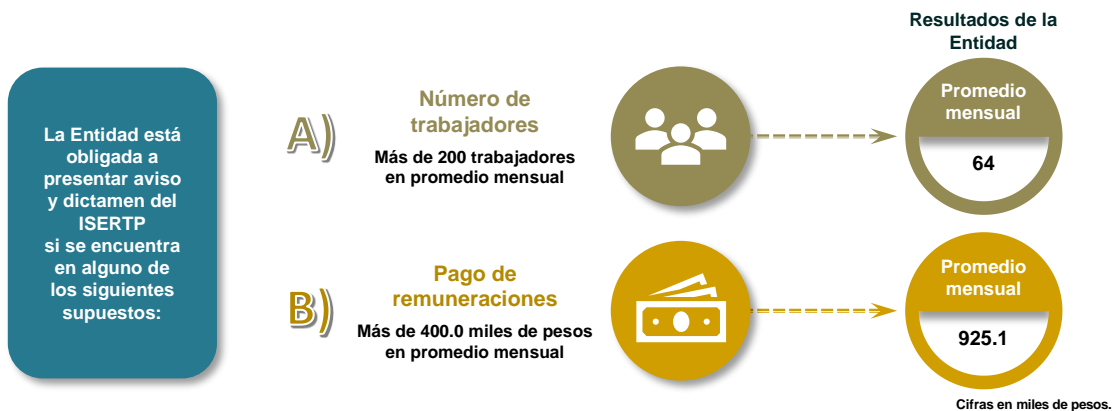 La Entidad está
obligada a
presentar aviso
y dictamen del
ISERTP
si se encuentra
en alguno de
los siguientes
supuestos:
A)
Número de
trabajadores
Más de 200 trabajadores
en promedio mensual
Resultados de la
Entidad
Promedio
mensual
64
B)
Pago de
remuneraciones
Más de 400.0 miles de pesos
en promedio mensual
Promedio
mensual
925.1
Cifras en miles de pesos.